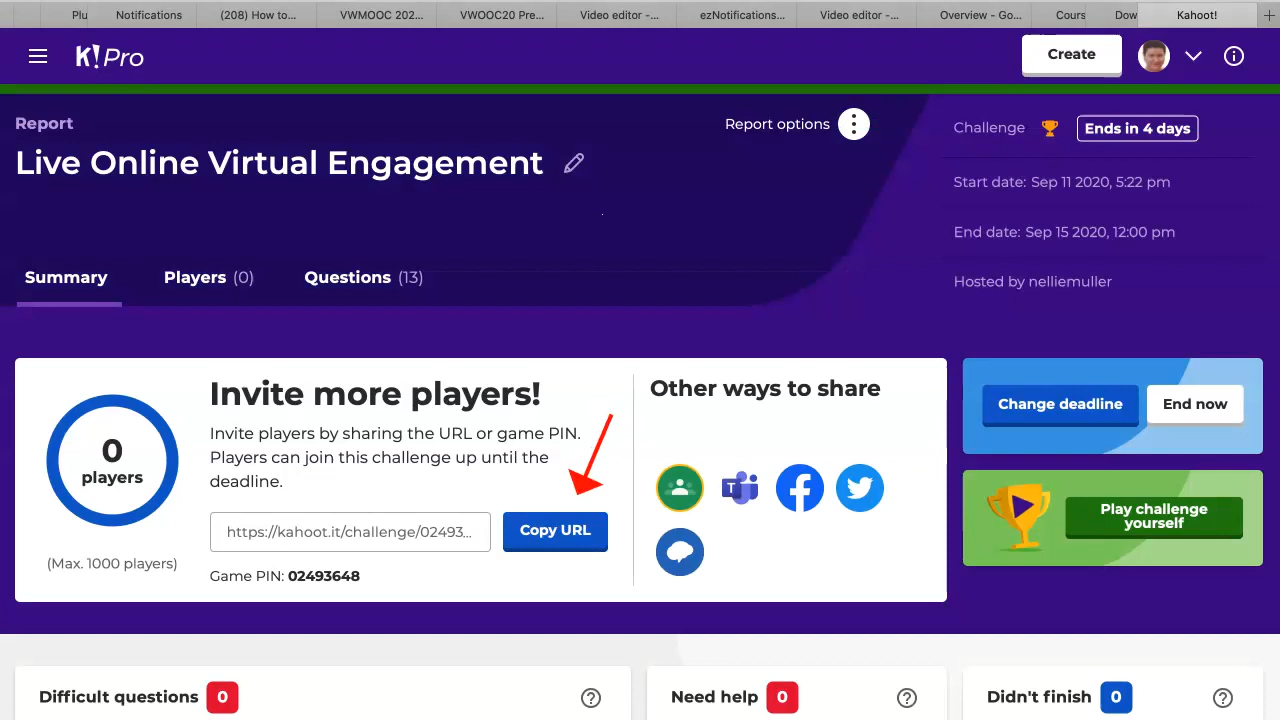 Plu
Notifications
(208) How to...
VWMOOC 202...
VWOOC20 Pre...
Video editor -...
ezNotifications...
Video editor -...
Overview - Go...
Cours
Dow
Kahoot!
K!Pro
Create
Report
Report options
Challenge
Ends in 4 days
Live Online Virtual Engagement
Start date: Sep 11 2020, 5:22 pm
End date: Sep 15 2020, 12:00 pm
Hosted by nelliemuller
Summary
Players (0)
Questions (13)
0
players
(Max. 1000 players)
Invite more players!
Invite players by sharing the URL or game PIN.
Players can join this challenge up until the
deadline.
https://kahoot.it/challenge/02493...
Copy URL
Game PIN: 02493648
Other ways to share
Change deadline
End now
Play challenge
yourself
Difficult questions 0
Need help 0
Didn't finish 0